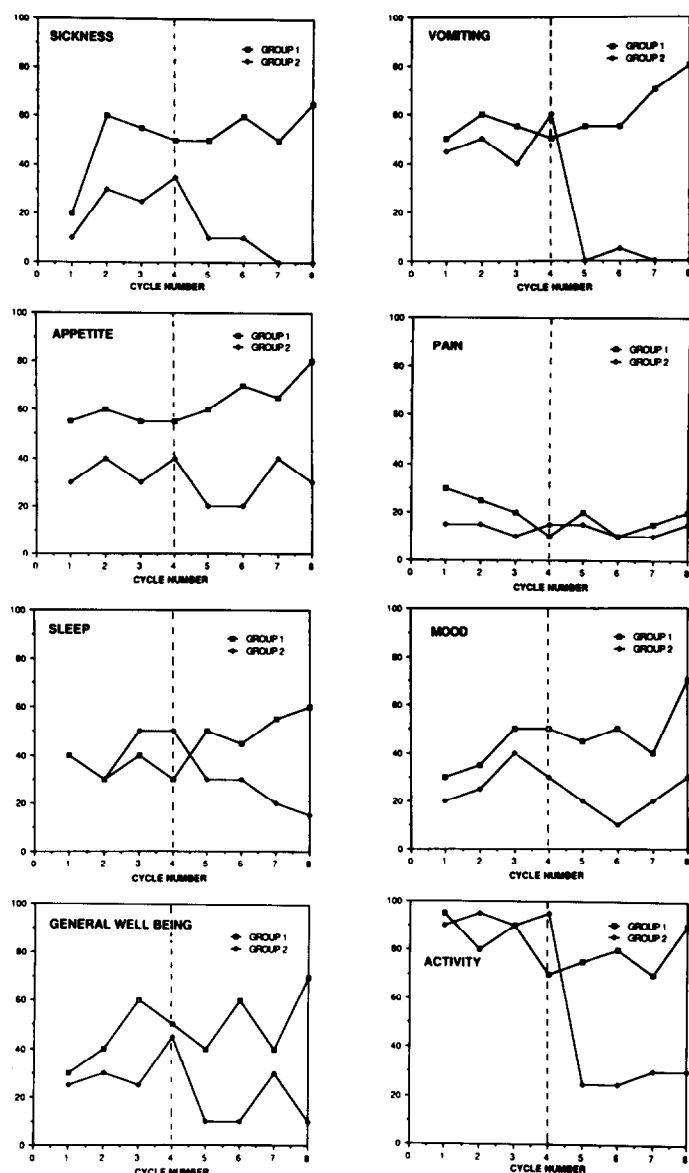 SICKNESS
GROUP 1
GROUP 2
100
80
60
40
20
0
0 1 2 3 4 5 6 7 8
CYCLE NUMBER
VOMITING
GROUP 1
GROUP 2
100
80
60
40
20
0
0 1 2 3 4 5 6 7 8
CYCLE NUMBER
APPETITE
GROUP 1
GROUP 2
100
80
60
40
20
0
0 1 2 3 4 5 6 7 8
CYCLE NUMBER
PAIN
GROUP 1
GROUP 2
100
80
60
40
20
0
0 1 2 3 4 5 6 7 8
CYCLE NUMBER
SLEEP
GROUP 1
GROUP 2
100
80
60
40
20
0
0 1 2 3 4 5 6 7 8
CYCLE NUMBER
MOOD
GROUP 1
GROUP 2
100
80
60
40
20
0
0 1 2 3 4 5 6 7 8
CYCLE NUMBER
GENERAL WELL BEING
GROUP 1
GROUP 2
100
80
60
40
20
0
0 1 2 3 4 5 6 7 8
CYCLE NUMBER
ACTIVITY
GROUP 1
GROUP 2
100
80
60
40
20
0
0 1 2 3 4 5 6 7 8
CYCLE NUMBER